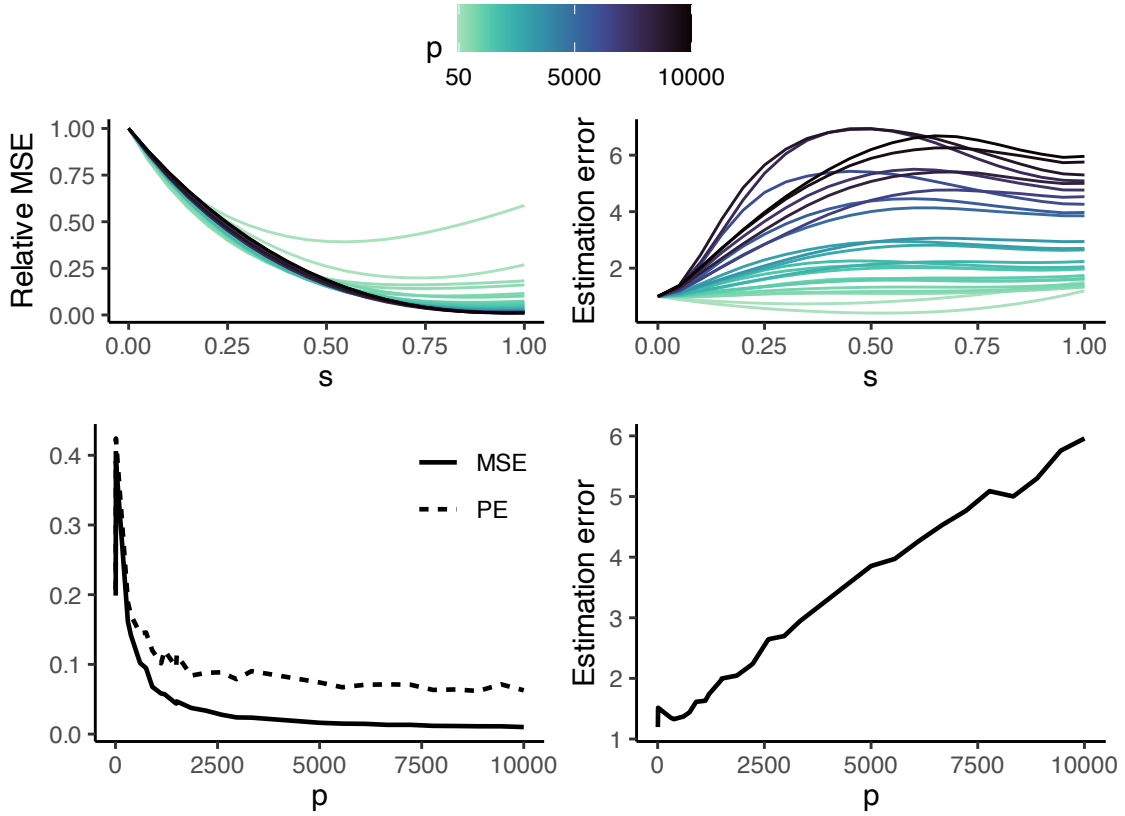 p
50 5000 10000
Relative MSE
1.00
0.75
0.50
0.25
0.00
0.00 0.25 0.50 0.75 1.00
s
Estimation error
6
4
2
0.00 0.25 0.50 0.75 1.00
s
0.4
0.3
0.2
0.1
0.0
MSE
PE
0 2500 5000 7500 10000
p
Estimation error
6
5
4
3
2
1
0 2500 5000 7500 10000
p